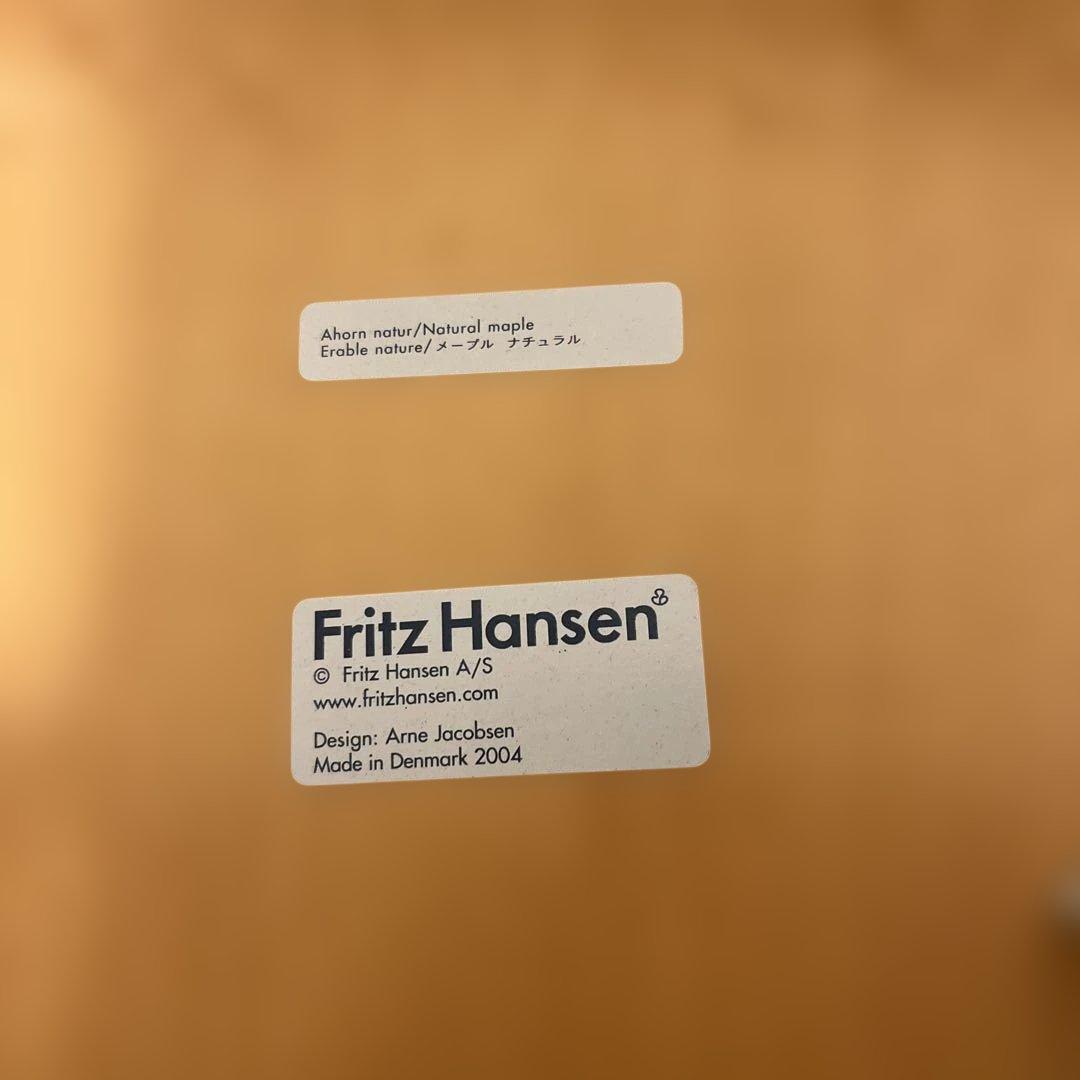 Ahorn natur/Natural maple
Erable nature/メープル ナチュラル
Fritz Hansen
© Fritz Hansen A/S
www.fritzhansen.com
Design: Arne Jacobsen
Made in Denmark 2004